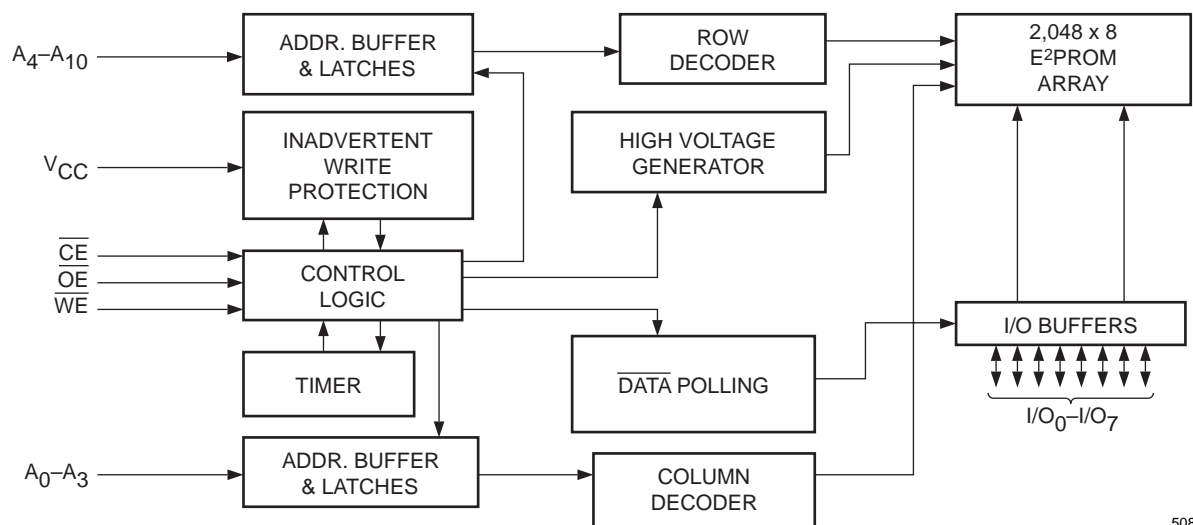 A4–A10
ADDR. BUFFER
& LATCHES
ROW
DECODER
2,048 x 8
E2PROM
ARRAY
VCC
INADVERTENT
WRITE
PROTECTION
HIGH VOLTAGE
GENERATOR
CE
OE
WE
CONTROL
LOGIC
I/O BUFFERS
TIMER
DATA POLLING
I/O0–I/O7
A0–A3
ADDR. BUFFER
& LATCHES
COLUMN
DECODER
508